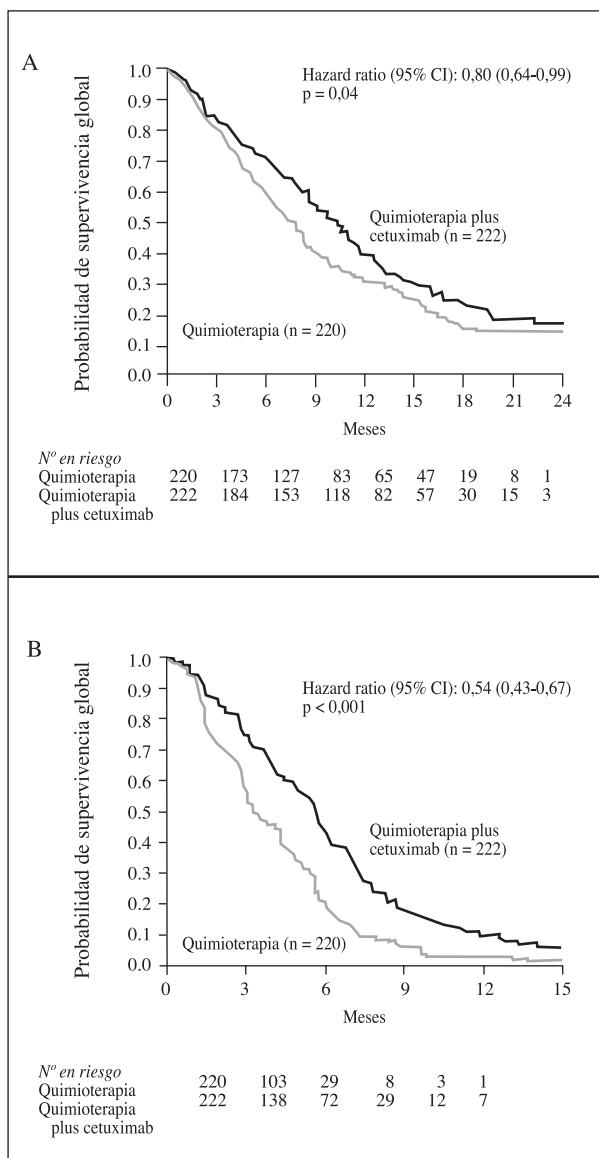 A
Probabilidad de supervivencia global
1.0
0.9
0.8
0.7
0.6
0.5
0.4
0.3
0.2
0.1
0.0
Hazard ratio (95% CI): 0,80 (0,64-0,99)
p = 0,04
Quimioterapia plus
cetuximab (n = 222)
Quimioterapia (n = 220)
0 3 6 9 12 15 18 21 24
Meses
Nº en riesgo
Quimioterapia 220 173 127 83 65 47 19 8 1
Quimioterapia 222 184 153 118 82 57 30 15 3
plus cetuximab
B
Probabilidad de supervivencia global
1.0
0.9
0.8
0.7
0.6
0.5
0.4
0.3
0.2
0.1
0.0
Hazard ratio (95% CI): 0,54 (0,43-0,67)
p < 0,001
Quimioterapia plus
cetuximab (n = 222)
Quimioterapia (n = 220)
0 3 6 9 12 15
Meses
Nº en riesgo
Quimioterapia 220 103 29 8 3 1
Quimioterapia 222 138 72 29 12 7
plus cetuximab